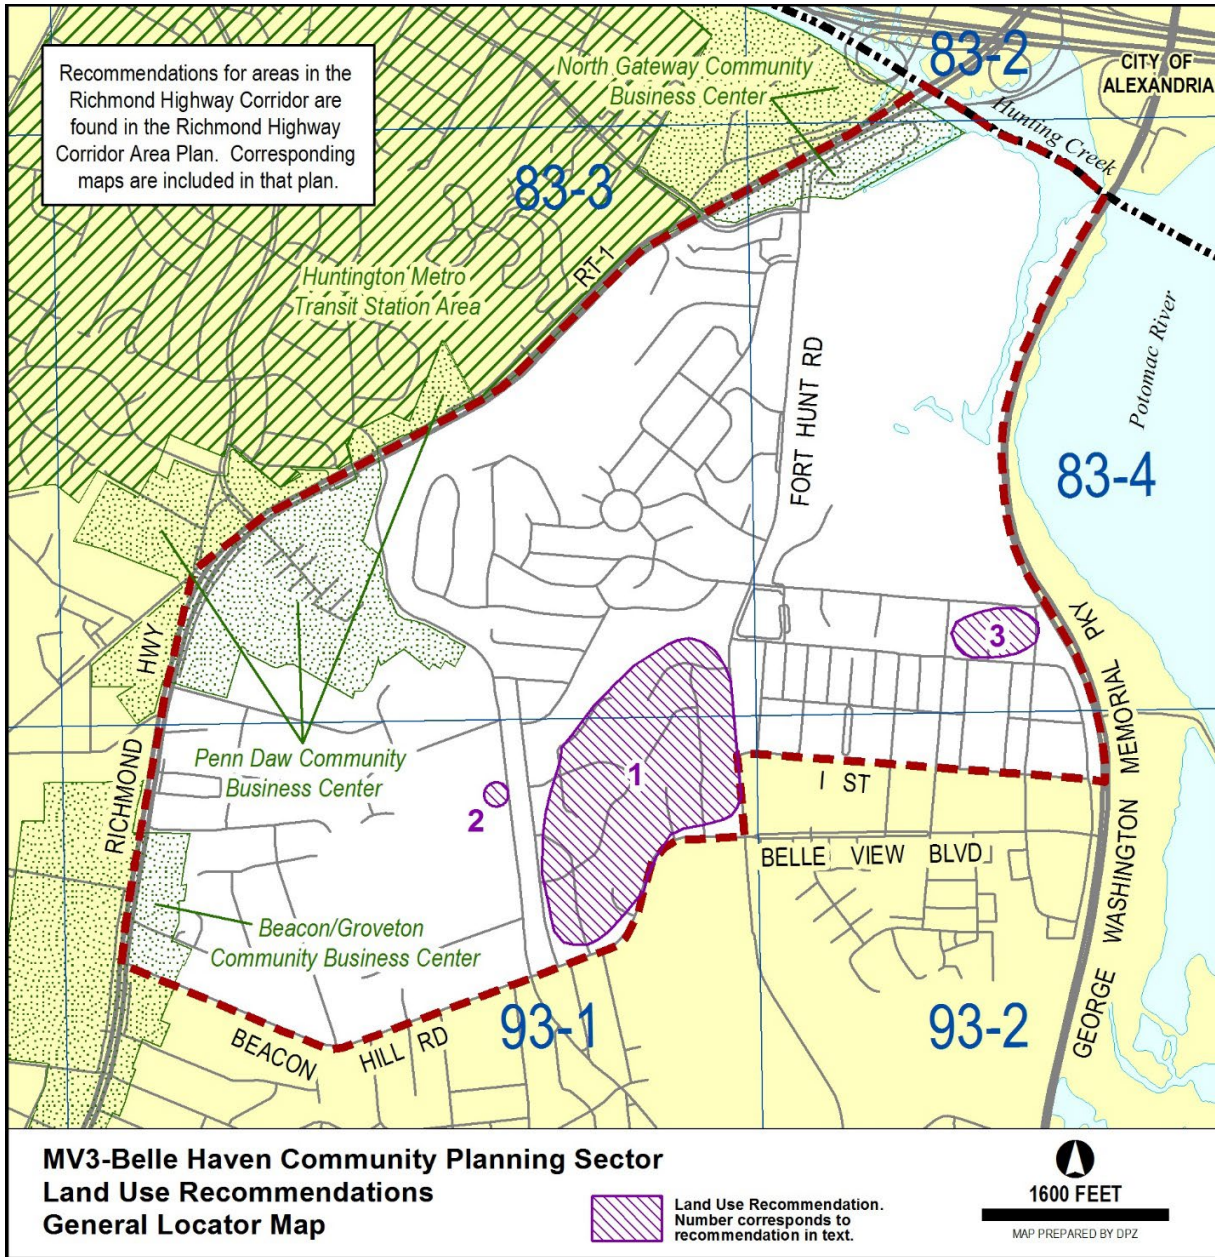 Recommendations for areas in the
Richmond Highway Corridor are
found in the Richmond Highway
Corridor Area Plan. Corresponding
maps are included in that plan.
North Gateway Community
Business Center
83-2
CITY OF
ALEXANDRIA
Hunting Creek
83-3
Huntington Metro
Transit Station Area
RT-1
Potomac River
FORT HUNT RD
83-4
3
RICHMOND HWY
Penn Daw Community
Business Center
1
2
I ST
BELLE VIEW BLVD
GEORGE WASHINGTON MEMORIAL PKY
Beacon/Groveton
Community Business Center
BEACON HILL RD
93-1
93-2
MV3-Belle Haven Community Planning Sector
Land Use Recommendations
General Locator Map
Land Use Recommendation.
Number corresponds to
recommendation in text.
1600 FEET
MAP PREPARED BY DPZ